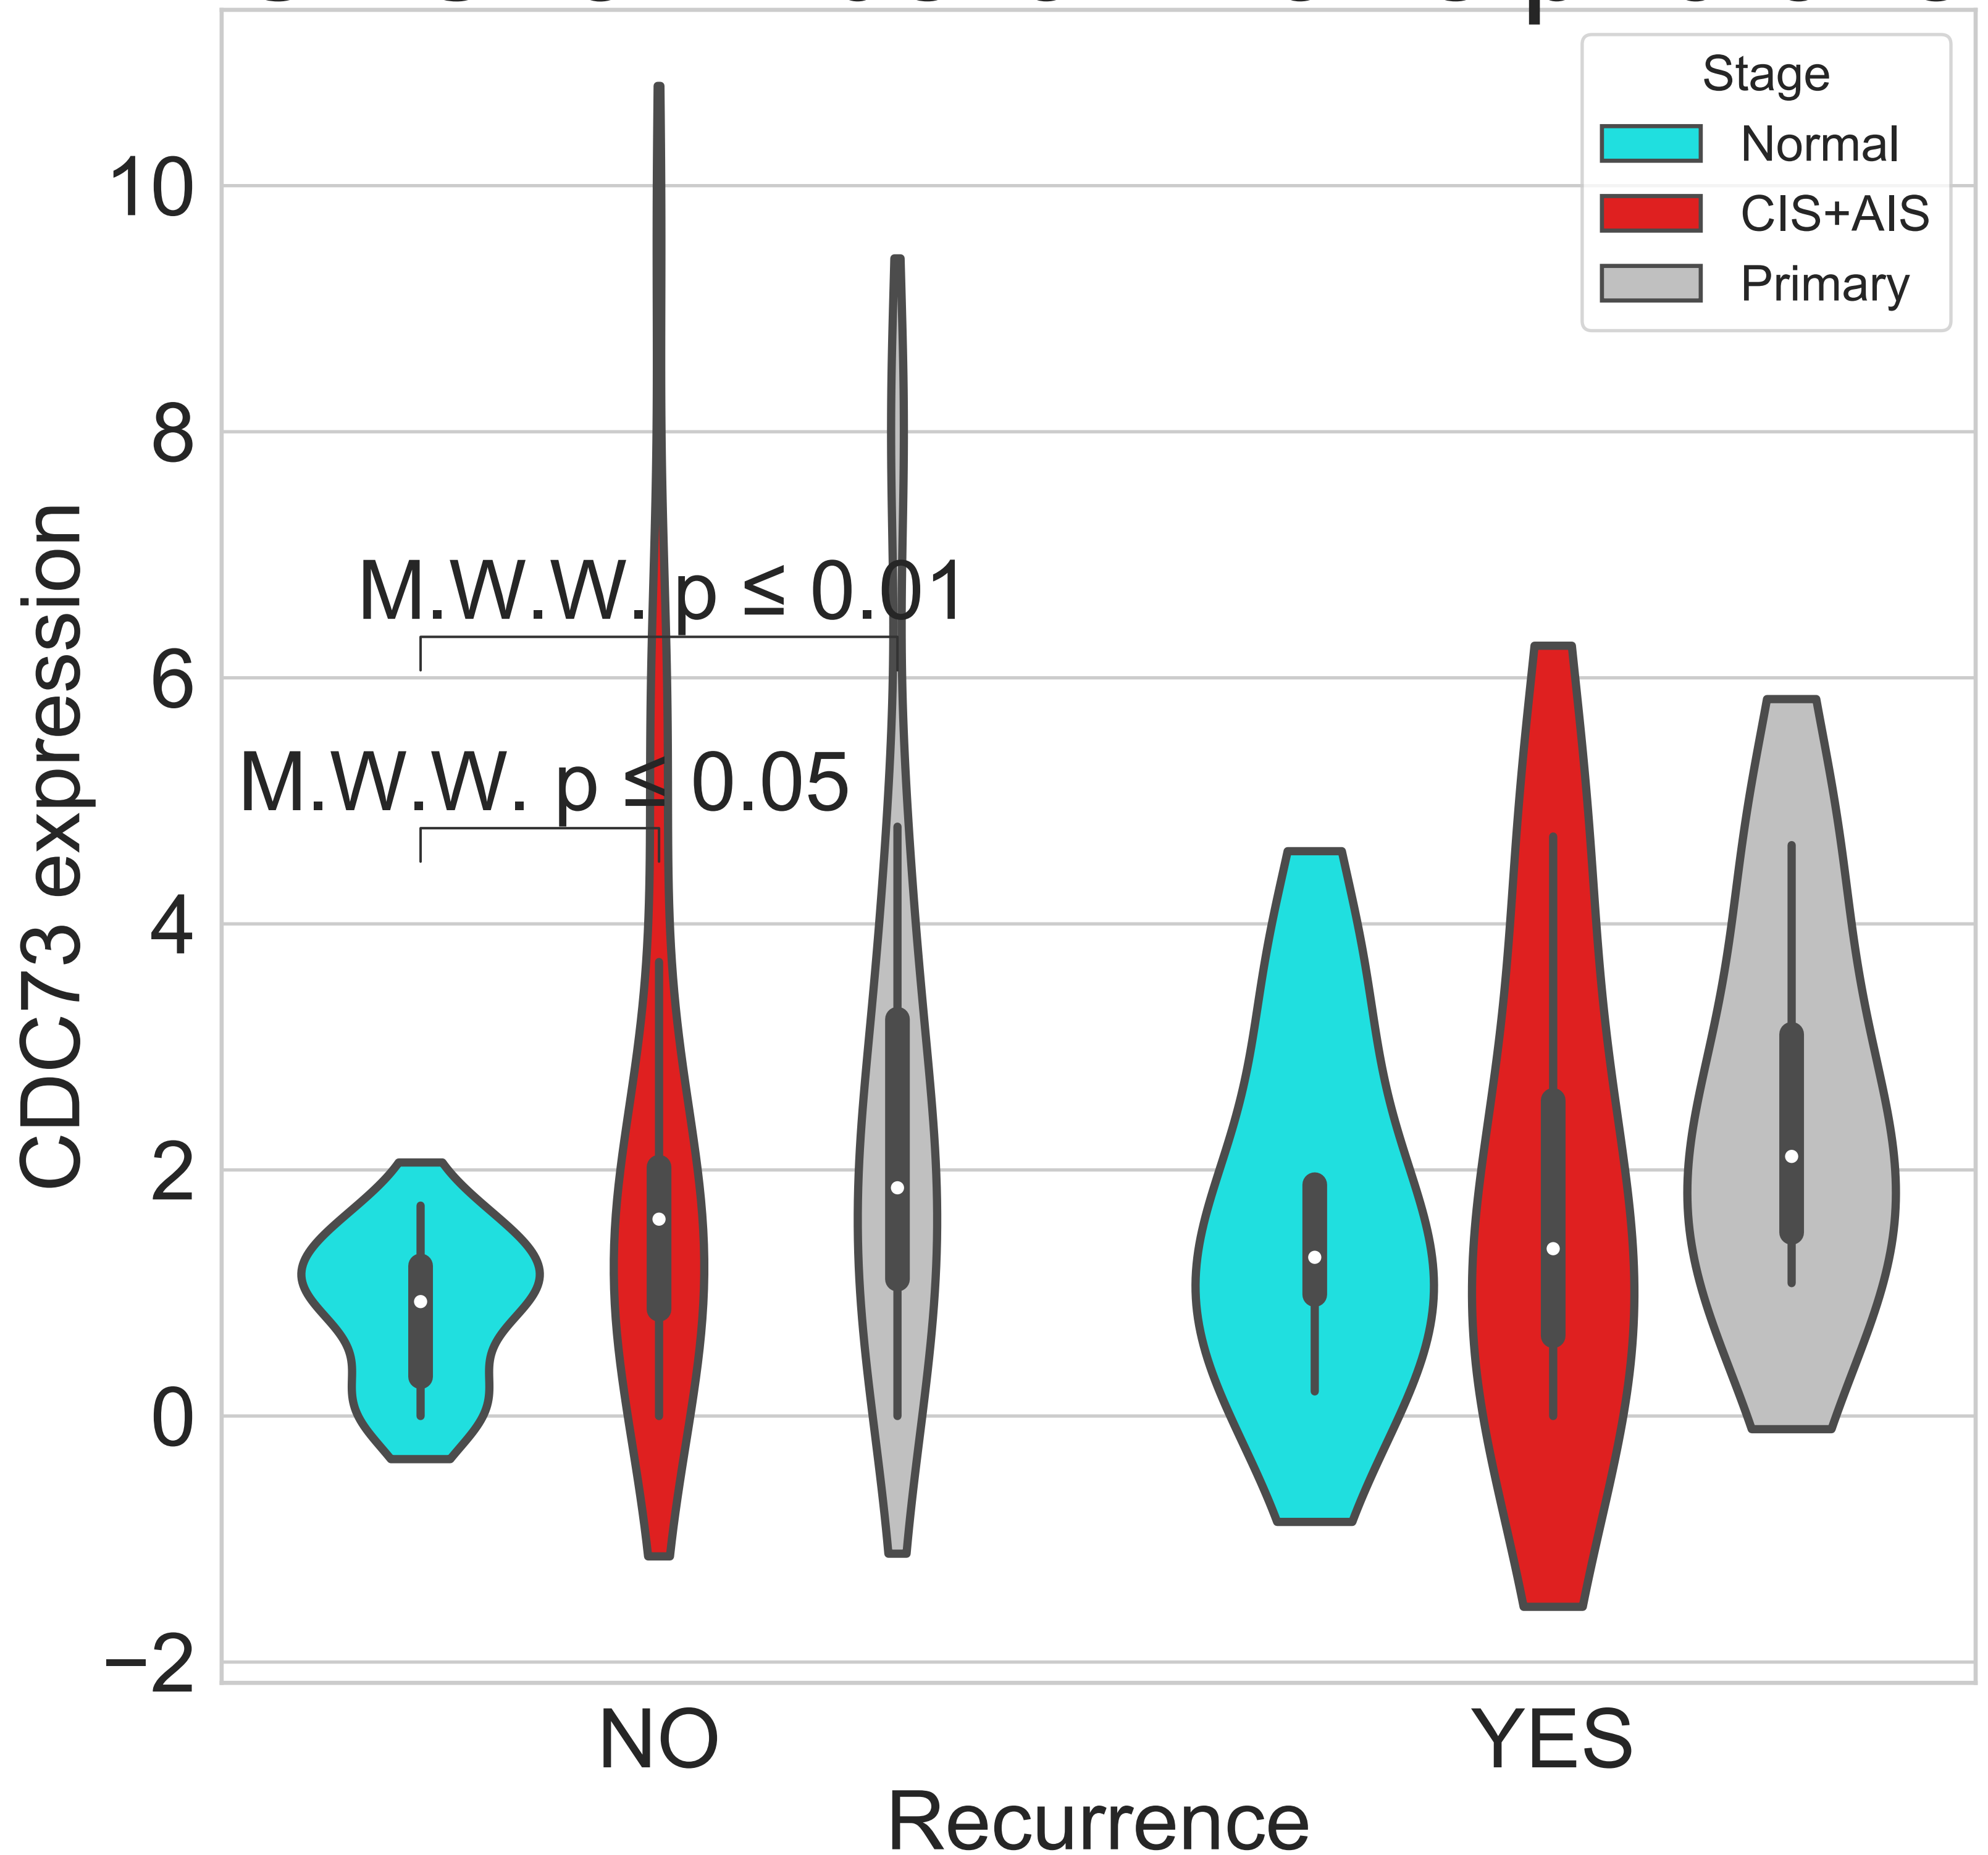 Stage
Normal
CIS+AIS
Primary
10
8
6
4
2
0
−2
CDC73 expression
M.W.W. p ≤ 0.01
M.W.W. p ≤ 0.05
NO
YES
Recurrence